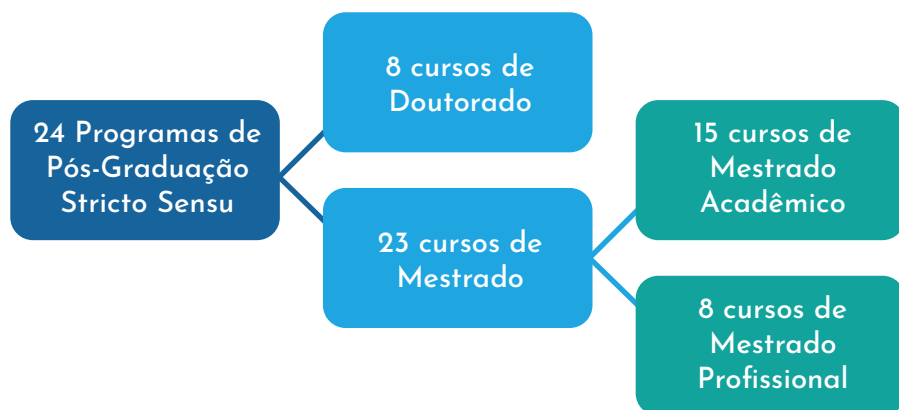 24 Programas de
Pós-Graduação
Stricto Sensu
8 cursos de
Doutorado
23 cursos de
Mestrado
15 cursos de
Mestrado
Acadêmico
8 cursos de
Mestrado
Profissional